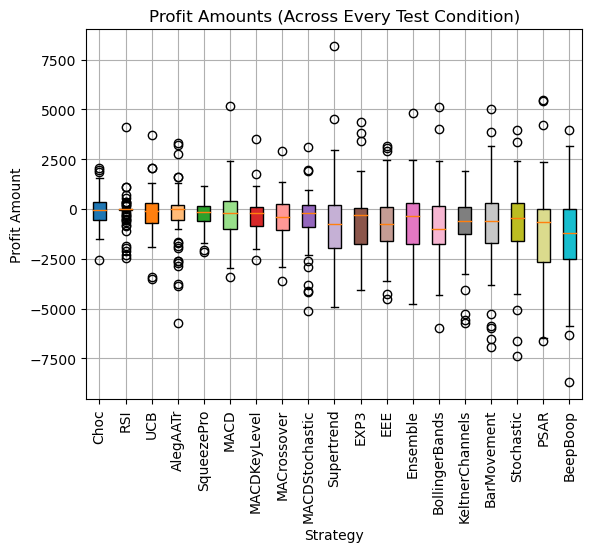 Profit Amounts (Across Every Test Condition)
Profit Amount
7500
5000
2500
0
−2500
−5000
−7500
Choc
RSI
UCB
AlegAATr
SqueezePro
MACD
MACDKeyLevel
MACrossover
MACDStochastic
Supertrend
EXP3
EEE
Ensemble
BollingerBands
KeltnerChannels
BarMovement
Stochastic
PSAR
BeepBoop
Strategy